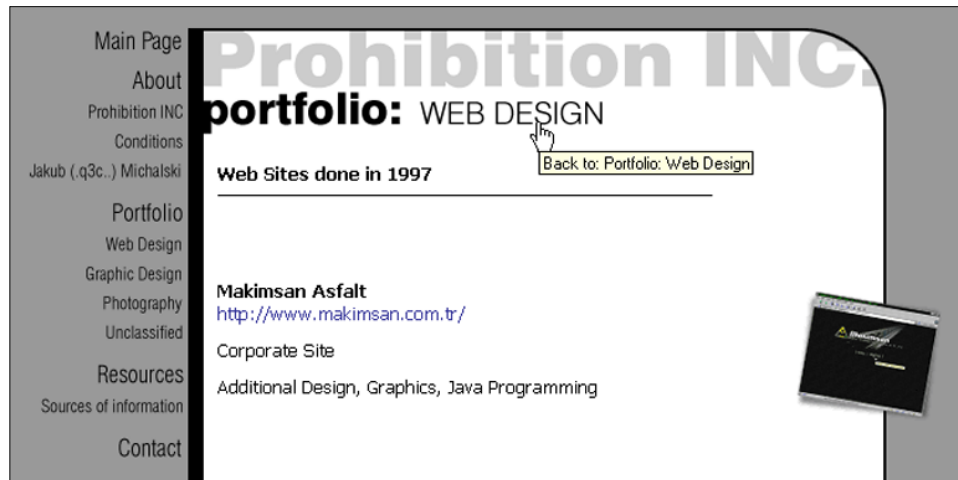 Main Page
About
Prohibition INC
Conditions
Jakub (.q3c..) Michalski
Portfolio
Web Design
Graphic Design
Photography
Unclassified
Resources
Sources of information
Contact
Prohibition INC.
portfolio: WEB DESIGN
Back to: Portfolio: Web Design
Web Sites done in 1997
Makimsan Asfalt
http://www.makimsan.com.tr/
Corporate Site
Additional Design, Graphics, Java Programming